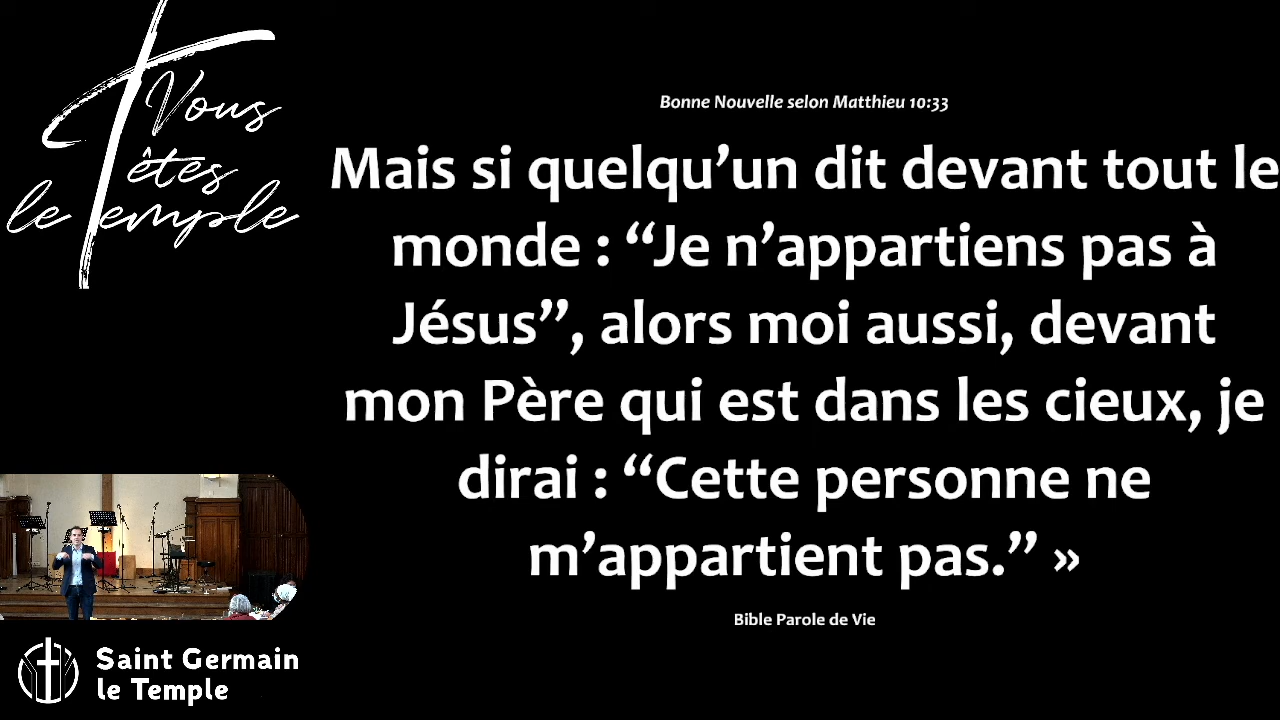 Vous
êtes
le Temple
Bonne Nouvelle selon Matthieu 10:33
Mais si quelqu’un dit devant tout le
monde : “Je n’appartiens pas à
Jésus”, alors moi aussi, devant
mon Père qui est dans les cieux, je
dirai : “Cette personne ne
m’appartient pas.” »
Bible Parole de Vie
Saint Germain
le Temple